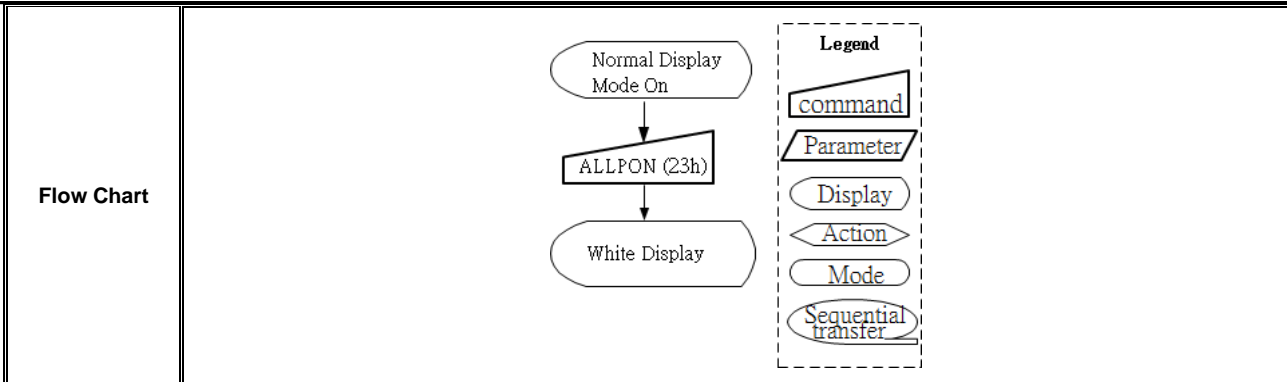 Flow Chart
Normal Display
Mode On
ALLPON (23h)
White Display
Legend
command
Parameter
Display
Action
Mode
Sequential
transfer